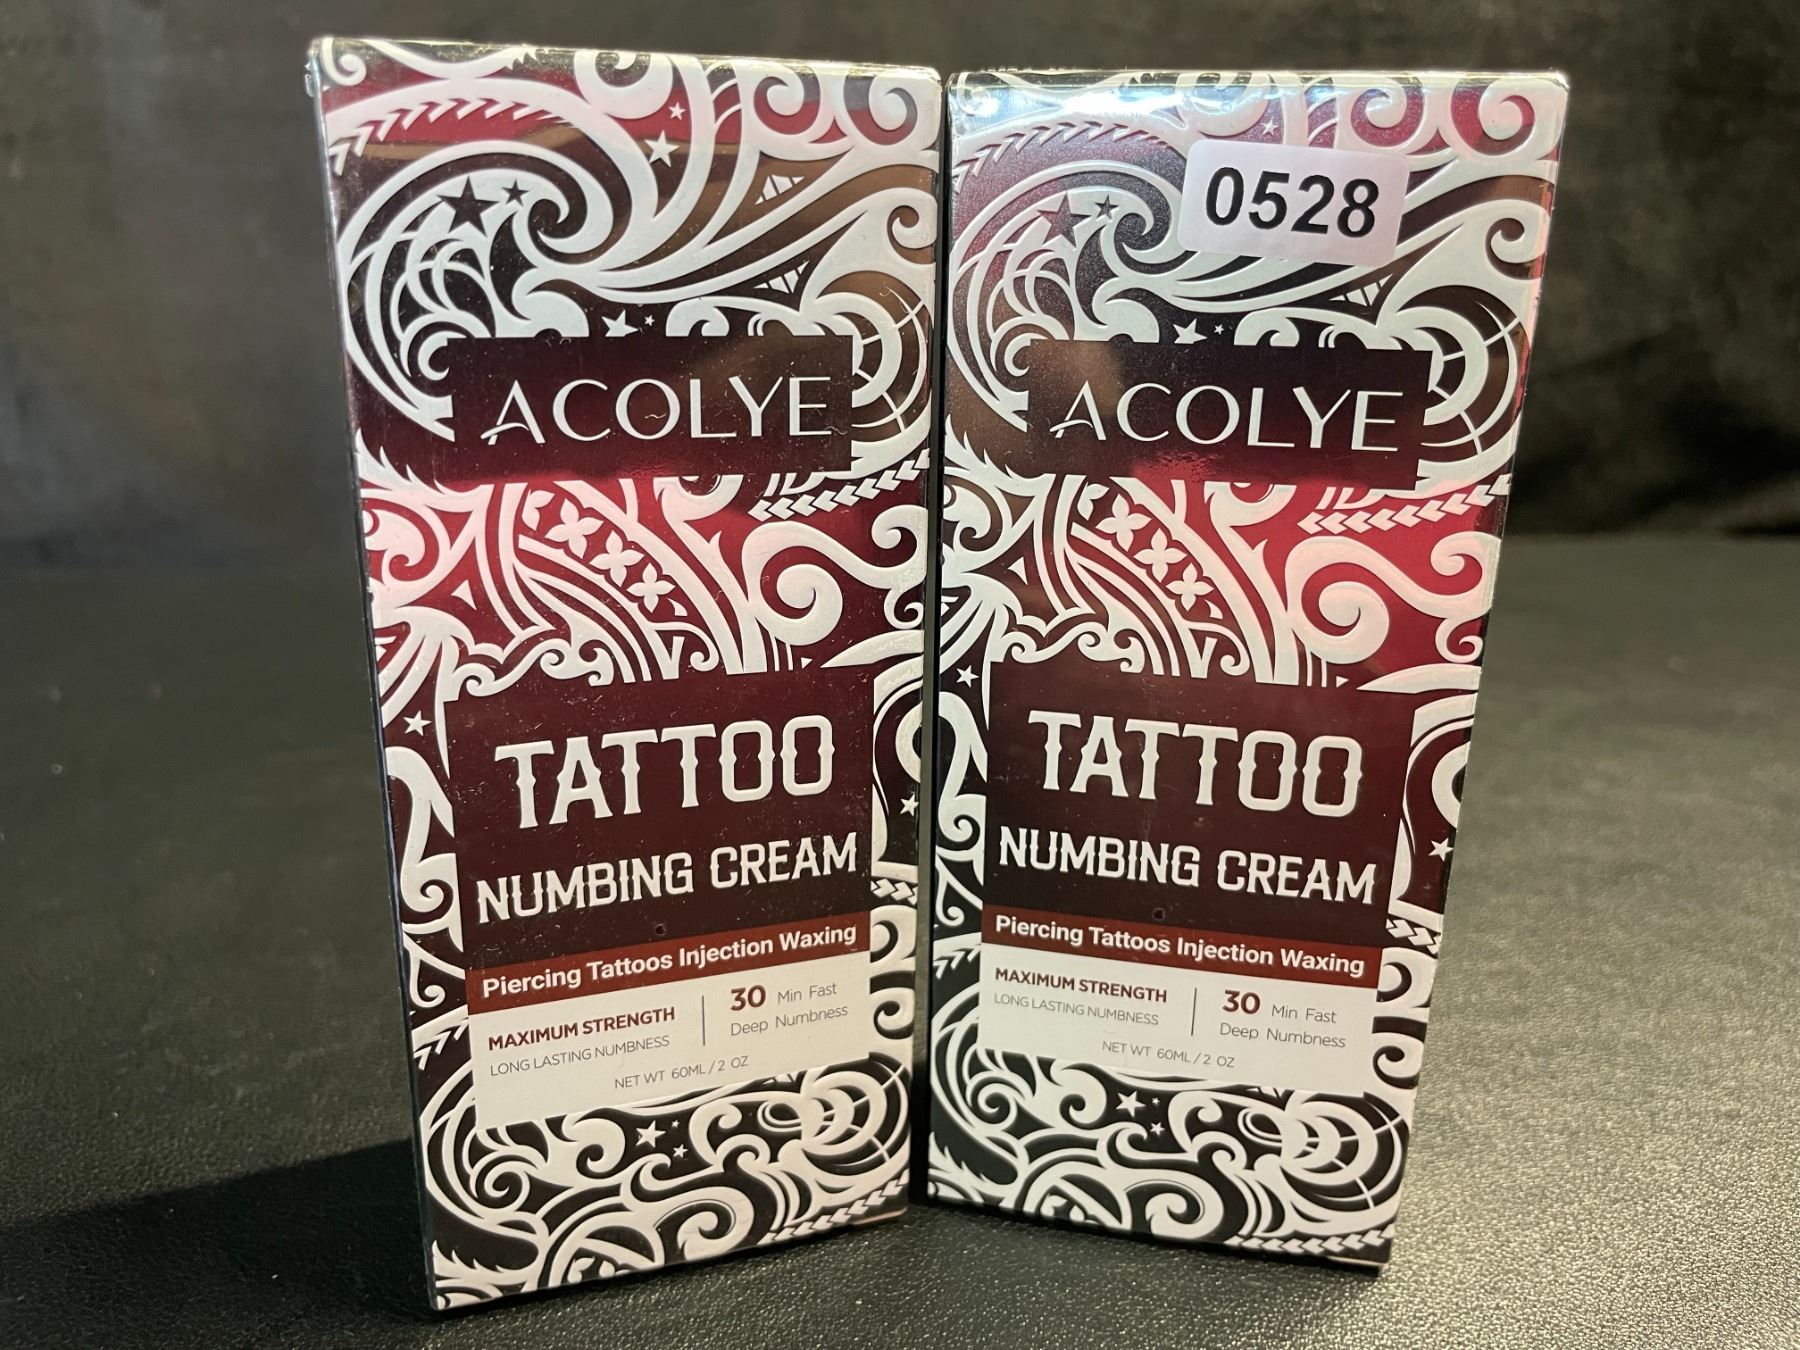 ACOLYE
TATTOO
NUMBING CREAM
Piercing Tattoos Injection Waxing
MAXIMUM STRENGTH
LONG LASTING NUMBNESS
30 Min Fast
Deep Numbness
NET WT 60ML / 2 OZ
0528
ACOLYE
TATTOO
NUMBING CREAM
Piercing Tattoos Injection Waxing
MAXIMUM STRENGTH
LONG LASTING NUMBNESS
30 Min Fast
Deep Numbness
NET WT 60ML / 2 OZ